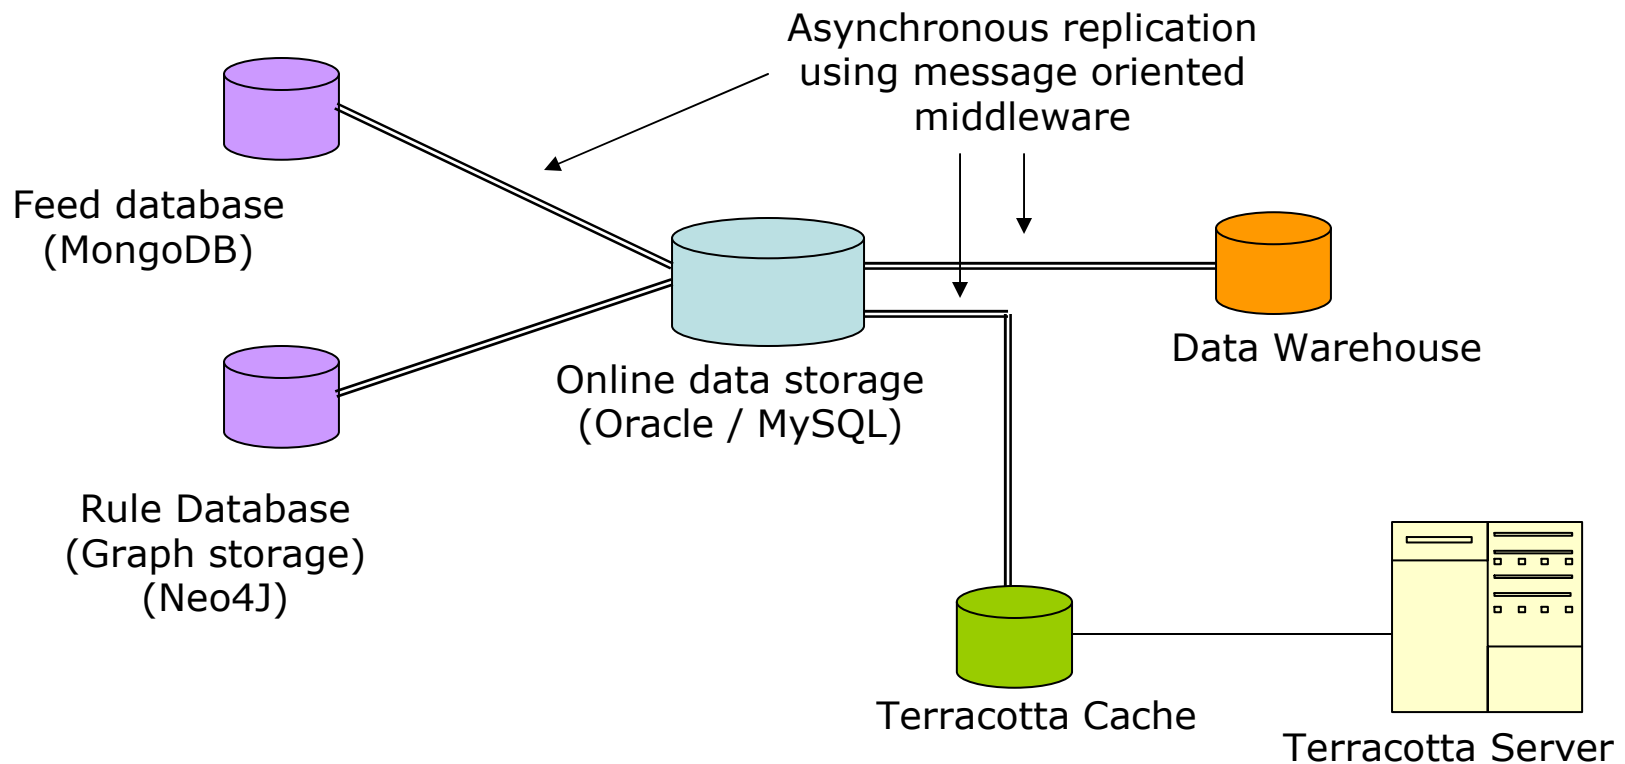 Asynchronous replication
using message oriented
middleware
Feed database
(MongoDB)
Data Warehouse
Online data storage
(Oracle / MySQL)
Rule Database
(Graph storage)
(Neo4J)
Terracotta Cache
Terracotta Server